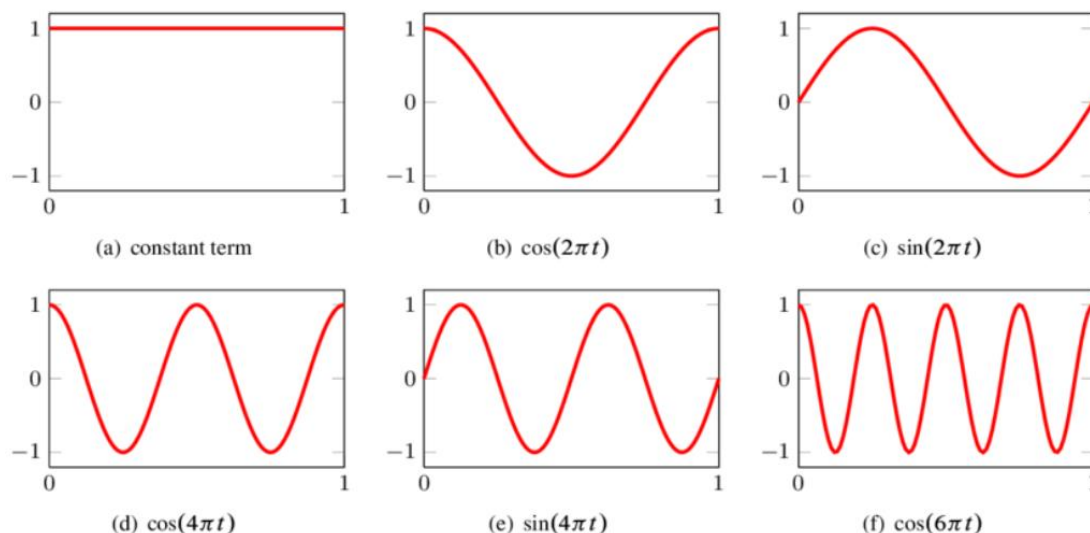 1 1 1
0 0 0
−1 −1 −1
0 1 0 1 0 1
(a) constant term (b) cos(2πt) (c) sin(2πt)
1 1 1
0 0 0
−1 −1 −1
0 1 0 1 0
(d) cos(4πt) (e) sin(4πt) (f) cos(6πt)